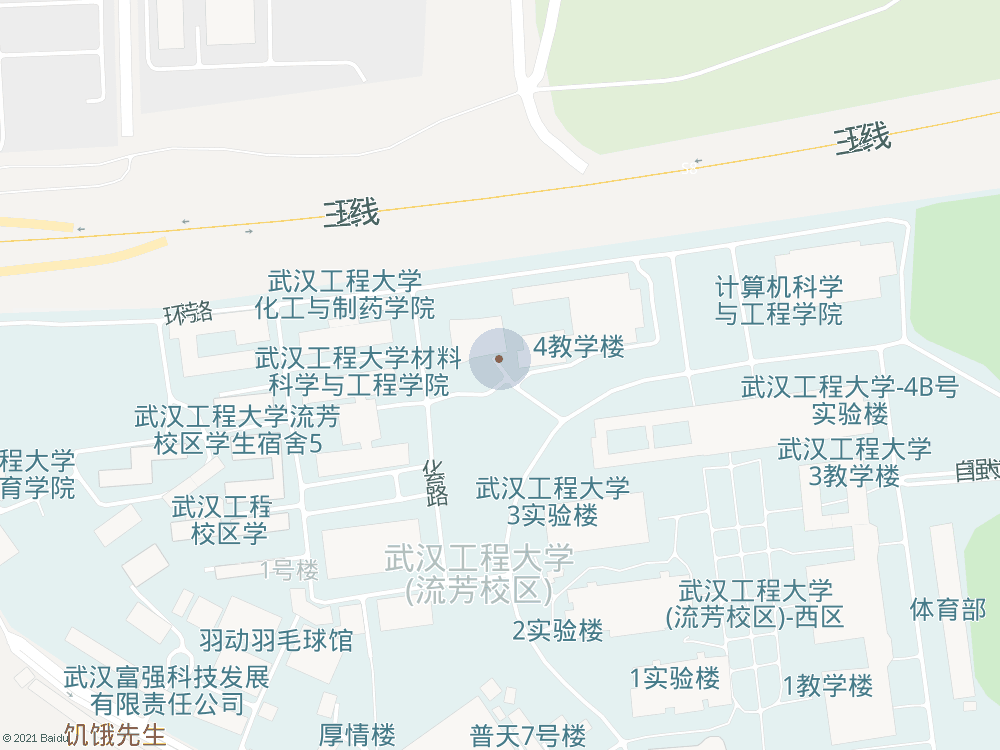 武汉工程大学
化工与制药学院
计算机科学
与工程学院
4教学楼
武汉工程大学材料
科学与工程学院
武汉工程大学-4B号
实验楼
武汉工程大学流芳
校区学生宿舍5
武汉工程大学
3教学楼
程大学
育学院
化育路
武汉工程大学
3实验楼
武汉工程
校区学
武汉工程大学
(流芳校区)
1号楼
武汉工程大学
(流芳校区)-西区
体育部
2实验楼
羽动羽毛球馆
1实验楼
1教学楼
武汉富强科技发展
有限责任公司
饥饿先生
厚情楼
普天7号楼
© 2021 Baidu